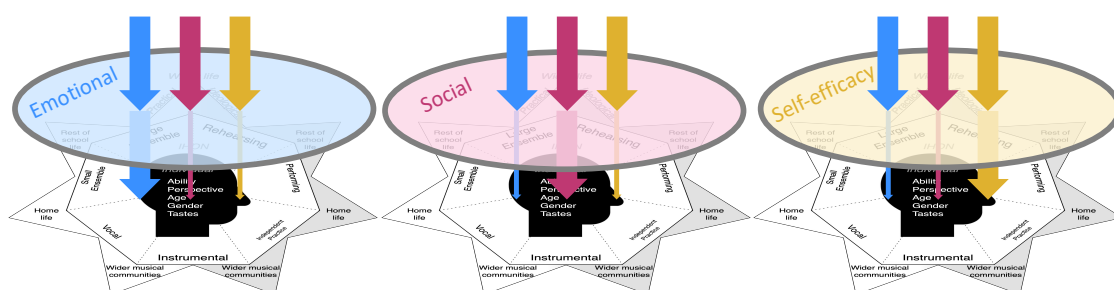 Emotional
Wider life
Large
Ensemble
Rehearsing
Rest of
school
life
Rest of
school life
Small
Ensemble
Performing
Individual
Ability
Perspective
Age
Gender
Tastes
Home
life
Home
life
Vocal
Independent
Practice
Instrumental
Wider musical
communities
Wider musical
communities
Social
Large
Ensemble
Rehearsing
Rest of
school
life
Rest of
school life
Small
Ensemble
Performing
Individual
Ability
Perspective
Age
Gender
Tastes
Home
life
Home
life
Vocal
Independent
Practice
Instrumental
Wider musical
communities
Wider musical
communities
Self-efficacy
Large
Ensemble
Rest of
school
life
Rest of
school life
Small
Ensemble
Performing
Individual
Ability
Perspective
Age
Gender
Tastes
Home
life
Home
life
Vocal
Independent
Practice
Instrumental
Wider musical
communities
Wider musical
communities